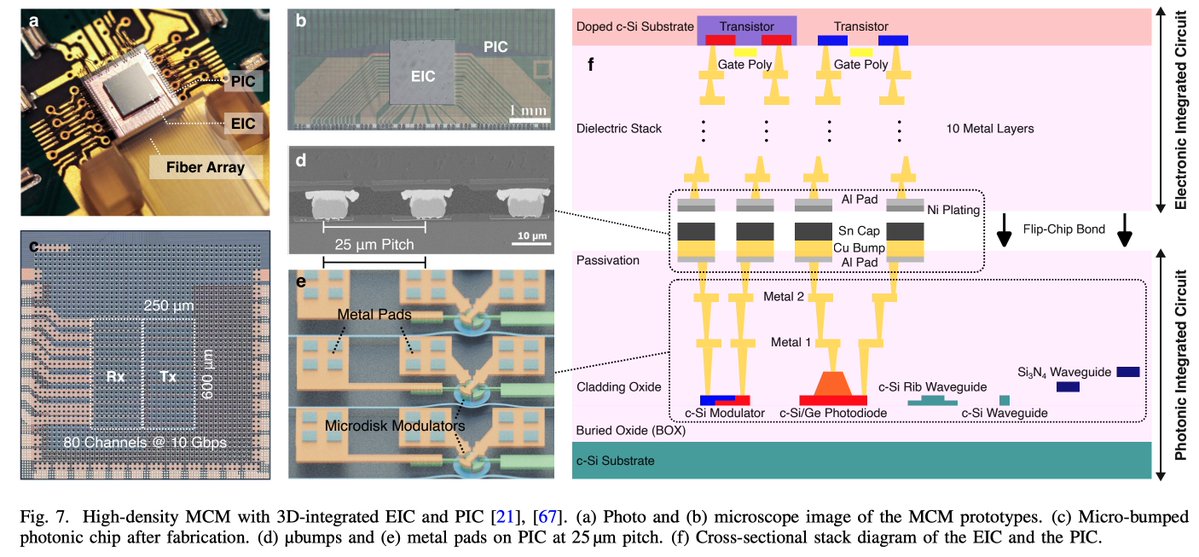 a
PIC
EIC
Fiber Array
b
PIC
EIC
1 mm
c
250 μm
Rx
Tx
600 μm
80 Channels @ 10 Gbps
d
25 μm Pitch
10 μm
e
Metal Pads
Microdisk Modulators
f
Doped c-Si Substrate
Transistor
Transistor
Gate Poly
Gate Poly
Dielectric Stack
10 Metal Layers
Al Pad
Ni Plating
Sn Cap
Cu Bump
Al Pad
Flip-Chip Bond
Passivation
Metal 2
Metal 1
Cladding Oxide
c-Si Modulator
c-Si/Ge Photodiode
c-Si Rib Waveguide
c-Si Waveguide
Si₃N₄ Waveguide
Buried Oxide (BOX)
c-Si Substrate
Electronic Integrated Circuit
Photonic Integrated Circuit
Fig. 7. High-density MCM with 3D-integrated EIC and PIC [21], [67]. (a) Photo and (b) microscope image of the MCM prototypes. (c) Micro-bumped
photonic chip after fabrication. (d) μbumps and (e) metal pads on PIC at 25 μm pitch. (f) Cross-sectional stack diagram of the EIC and the PIC.